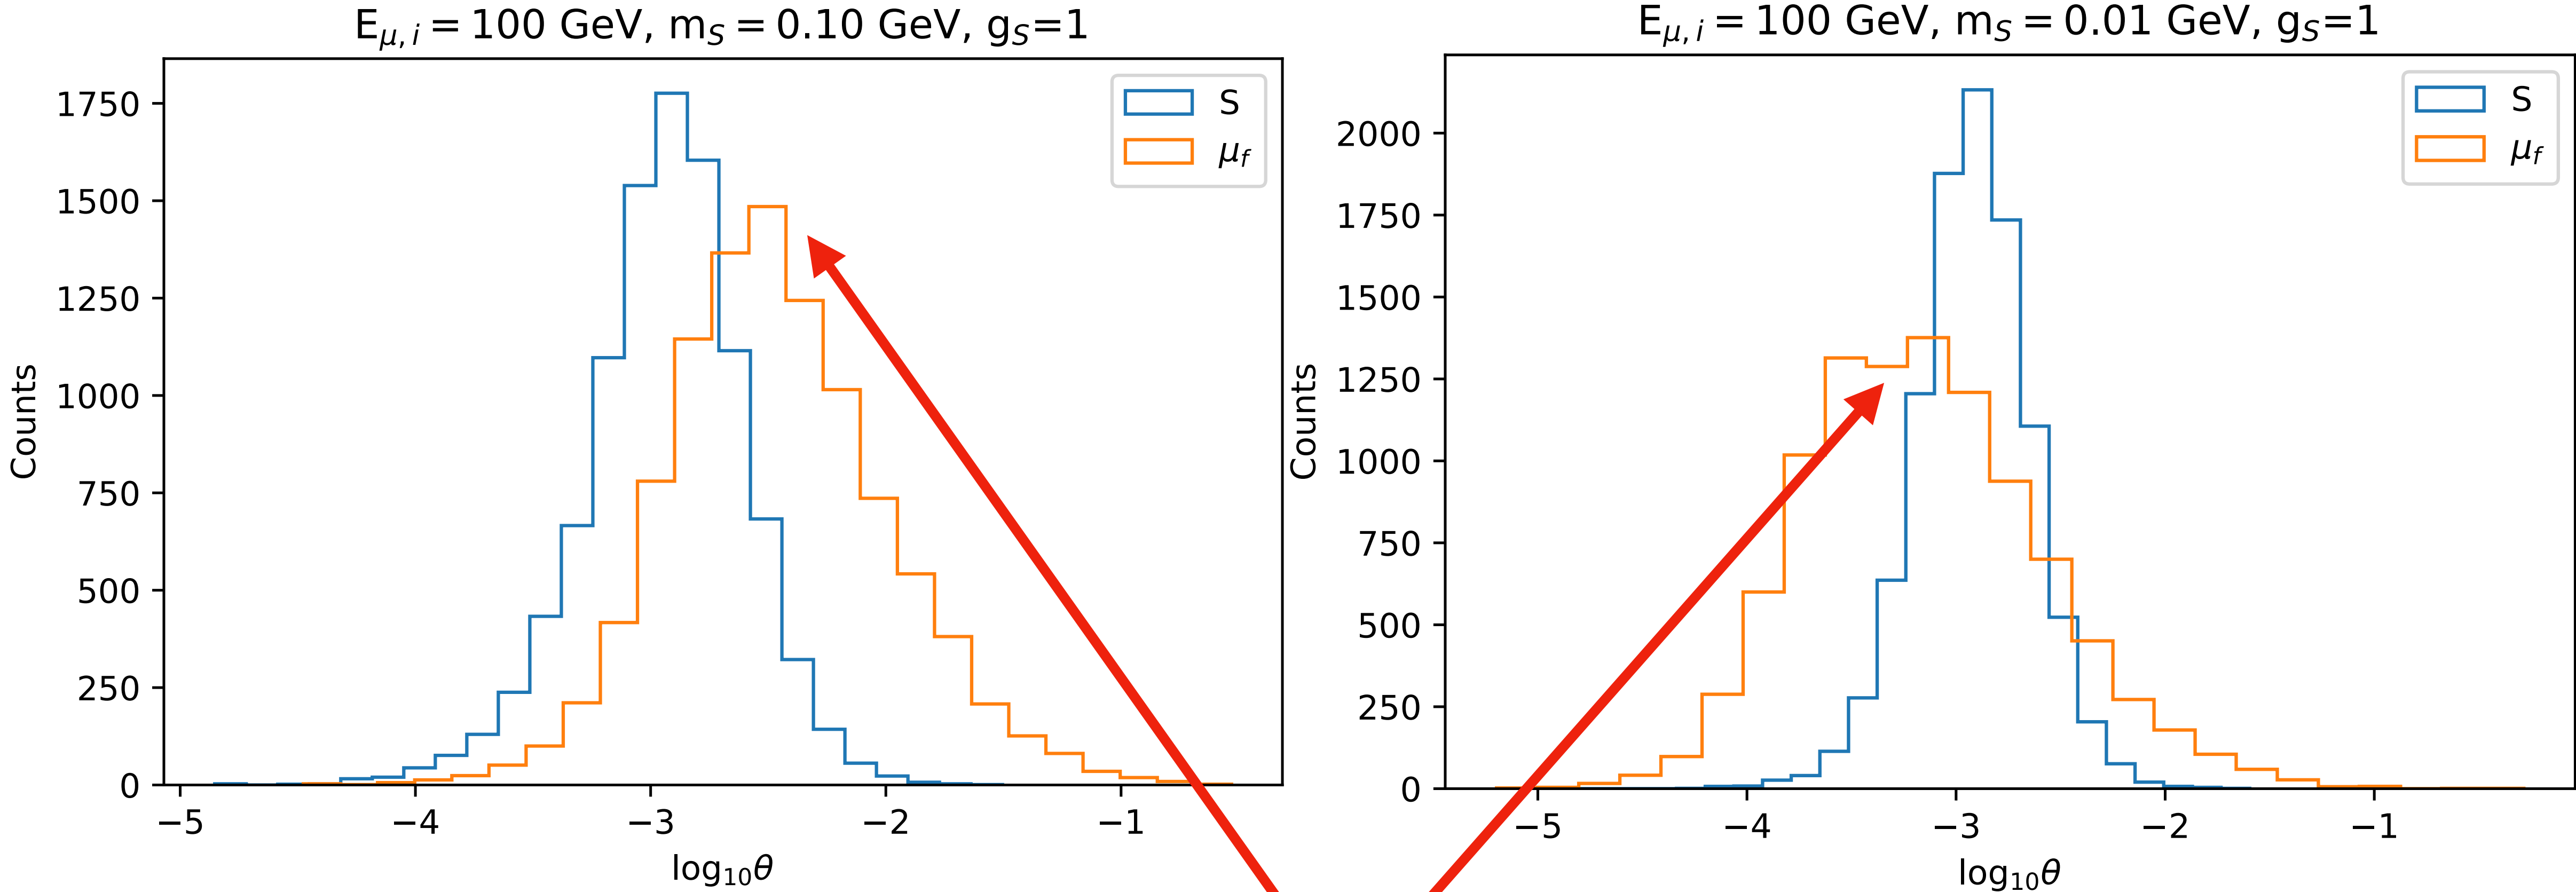 E_{μ,i} = 100 GeV, m_S = 0.10 GeV, g_S=1
S
μ_f
1750
1500
1250
1000
750
500
250
0
Counts
−5 −4 −3 −2 −1
log₁₀θ
E_{μ,i} = 100 GeV, m_S = 0.01 GeV, g_S=1
S
μ_f
2000
1750
1500
1250
1000
750
500
250
0
Counts
−5 −4 −3 −2 −1
log₁₀θ